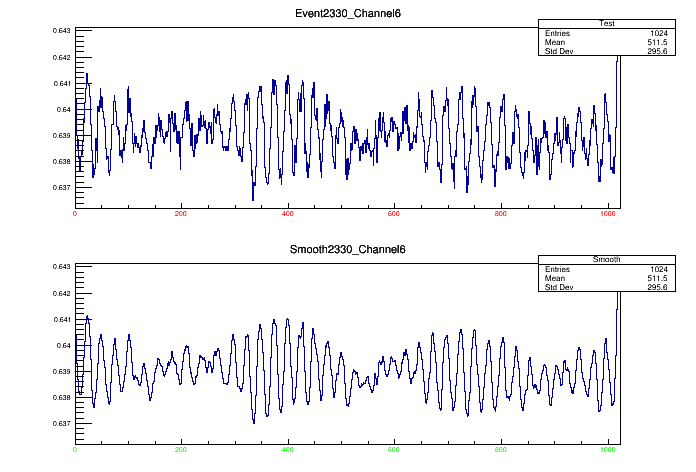 Event2330_Channel6
Test
Entries 1024
Mean 511.5
Std Dev 295.6
0.643
0.642
0.641
0.64
0.639
0.638
0.637
0 200 400 600 800 1000
Smooth2330_Channel6
Smooth
Entries 1024
Mean 511.5
Std Dev 295.6
0.643
0.642
0.641
0.64
0.639
0.638
0.637
0 200 400 600 800 1000